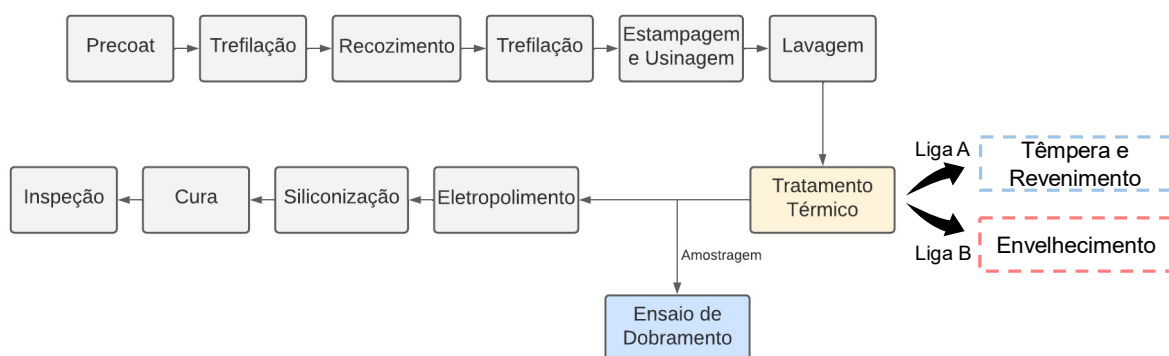 Precoat
Trefilação
Recozimento
Trefilação
Estampagem
e Usinagem
Lavagem
Liga A
Têmpera e
Revenimento
Inspeção
Cura
Siliconização
Eletropolimento
Tratamento
Térmico
Liga B
Envelhecimento
Amostragem
Ensaio de
Dobramento